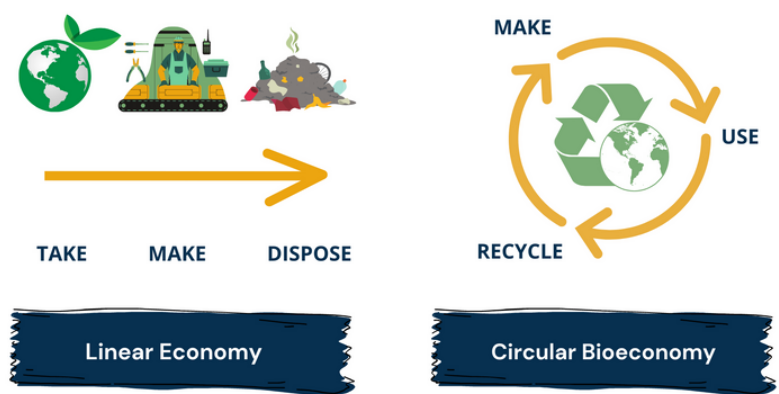 TAKE MAKE DISPOSE
Linear Economy
MAKE
USE
RECYCLE
Circular Bioeconomy